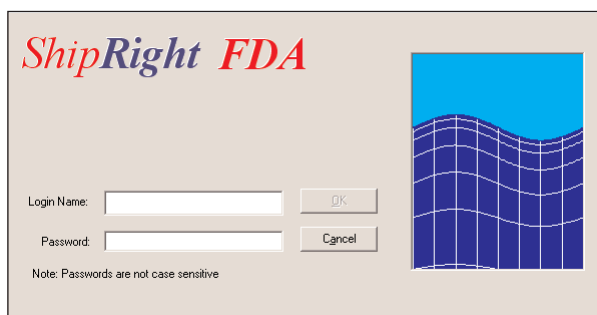 ShipRight FDA
Login Name:
OK
Password:
Cancel
Note: Passwords are not case sensitive